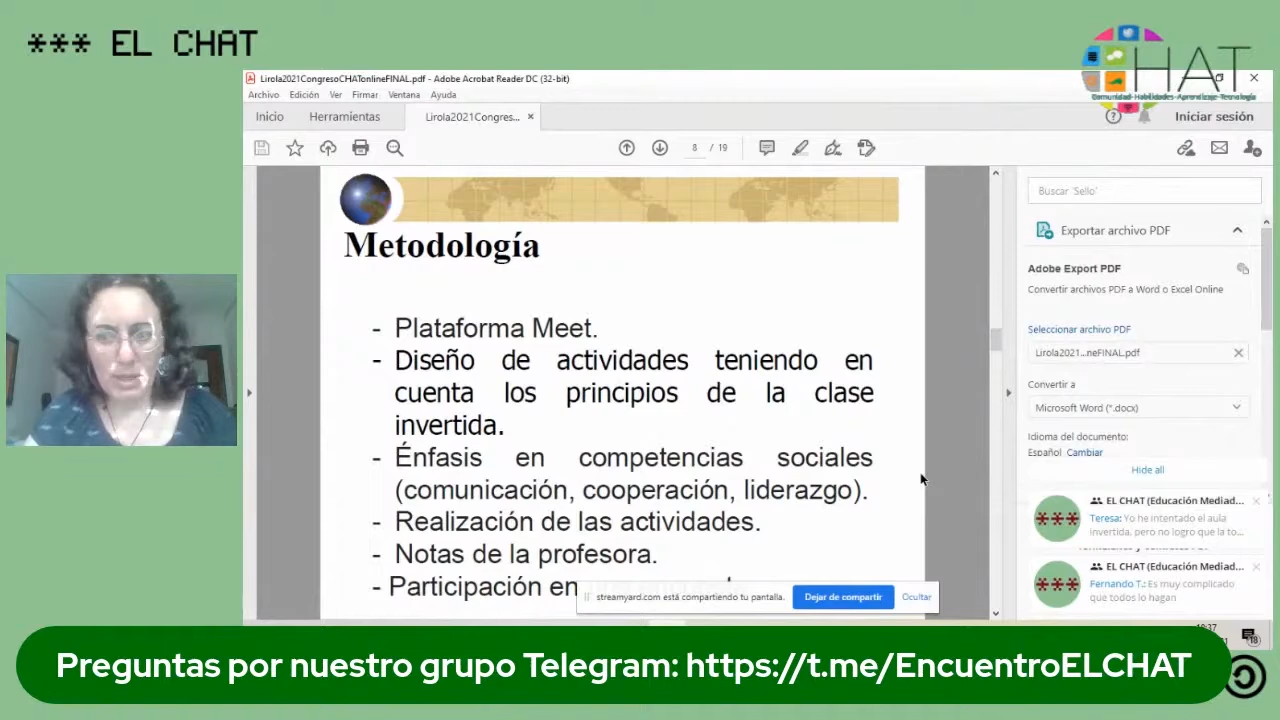 *** EL CHAT
HAT
Comunidad-Habilidades-Aprendizaje-Tecnología
Lirola2021CongresoCHATonlineFINAL.pdf - Adobe Acrobat Reader DC (32-bit)
Archivo Edición Ver Firmar Ventana Ayuda
Inicio Herramientas Lirola2021Congres... × Iniciar sesión
8 / 19
Metodología
- Plataforma Meet.
- Diseño de actividades teniendo en
cuenta los principios de la clase
invertida.
- Énfasis en competencias sociales
(comunicación, cooperación, liderazgo).
- Realización de las actividades.
- Notas de la profesora.
- Participación en
streamyard.com está compartiendo tu pantalla. Dejar de compartir Ocultar
Buscar 'Sello'
Exportar archivo PDF
Adobe Export PDF
Convertir archivos PDF a Word o Excel Online
Seleccionar archivo PDF
Lirola2021...neFINAL.pdf
Convertir a
Microsoft Word (*.docx)
Idioma del documento:
Español Cambiar
Hide all
EL CHAT (Educación Mediad...
Teresa: Yo he intentado el aula
invertida, pero no logro que la to...
EL CHAT (Educación Mediad...
Fernando T.: Es muy complicado
que todos lo hagan
Preguntas por nuestro grupo Telegram: https://t.me/EncuentroELCHAT